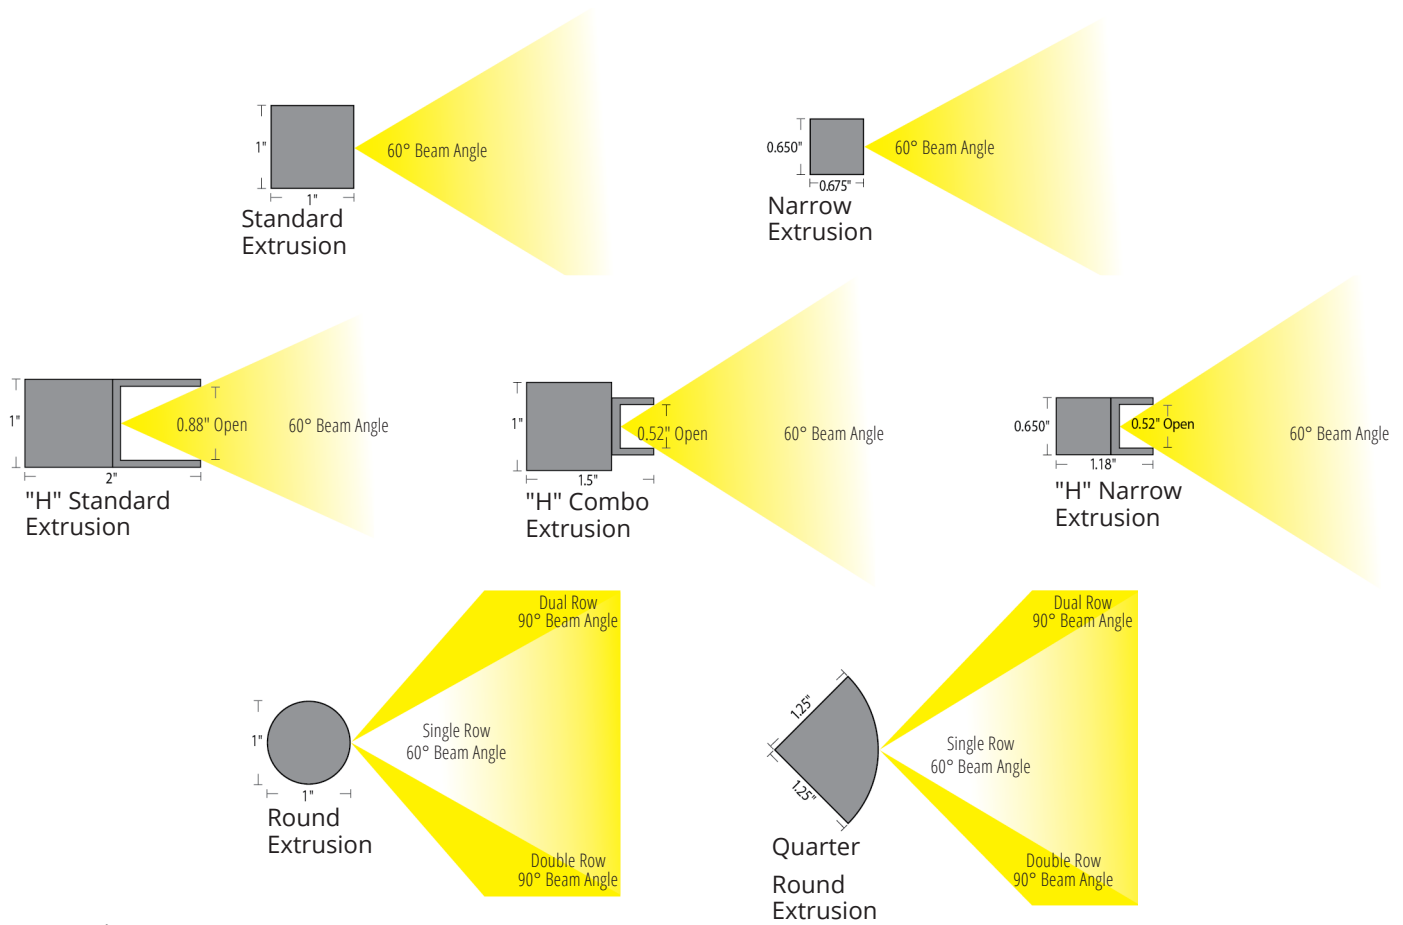 60° Beam Angle
1"
1"
Standard
Extrusion
0.650"
60° Beam Angle
0.675"
Narrow
Extrusion
1"
0.88" Open
60° Beam Angle
2"
"H" Standard
Extrusion
1"
0.52" Open
60° Beam Angle
1.5"
"H" Combo
Extrusion
0.650"
0.52" Open
60° Beam Angle
1.18"
"H" Narrow
Extrusion
Dual Row
90° Beam Angle
1"
Single Row
60° Beam Angle
1"
Round
Extrusion
Double Row
90° Beam Angle
Dual Row
90° Beam Angle
1.25"
Single Row
60° Beam Angle
1.25"
Quarter
Round
Extrusion
Double Row
90° Beam Angle